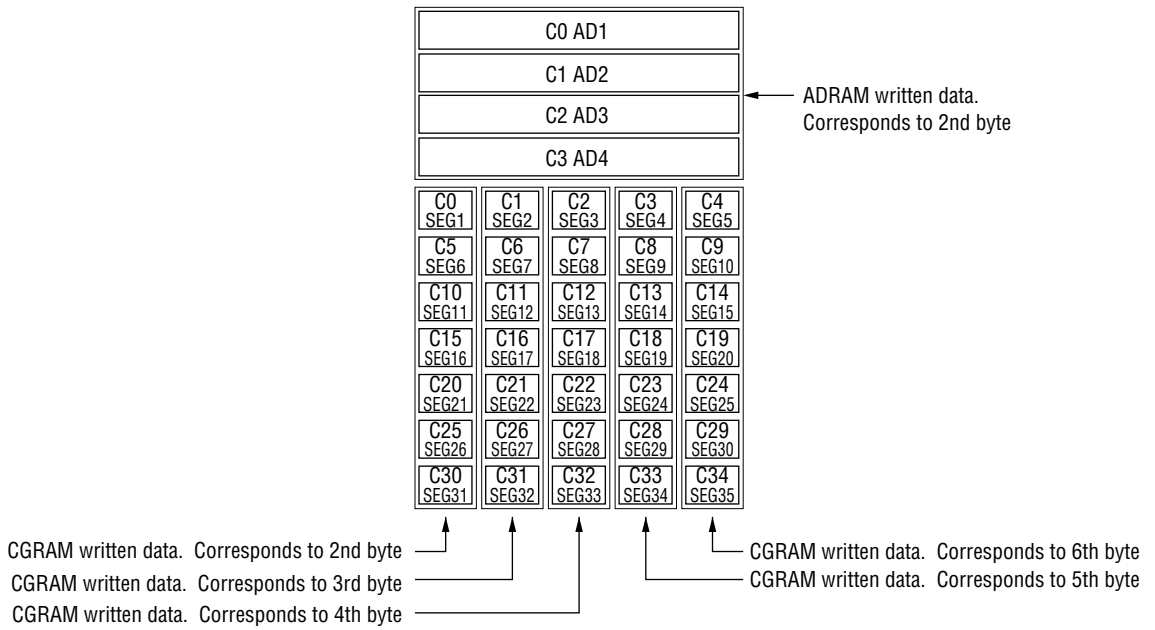 C0 AD1
C1 AD2
C2 AD3
C3 AD4
ADRAM written data.
Corresponds to 2nd byte
C0 C1 C2 C3 C4
SEG1 SEG2 SEG3 SEG4 SEG5
C5 C6 C7 C8 C9
SEG6 SEG7 SEG8 SEG9 SEG10
C10 C11 C12 C13 C14
SEG11 SEG12 SEG13 SEG14 SEG15
C15 C16 C17 C18 C19
SEG16 SEG17 SEG18 SEG19 SEG20
C20 C21 C22 C23 C24
SEG21 SEG22 SEG23 SEG24 SEG25
C25 C26 C27 C28 C29
SEG26 SEG27 SEG28 SEG29 SEG30
C30 C31 C32 C33 C34
SEG31 SEG32 SEG33 SEG34 SEG35
CGRAM written data. Corresponds to 2nd byte
CGRAM written data. Corresponds to 3rd byte
CGRAM written data. Corresponds to 4th byte
CGRAM written data. Corresponds to 6th byte
CGRAM written data. Corresponds to 5th byte